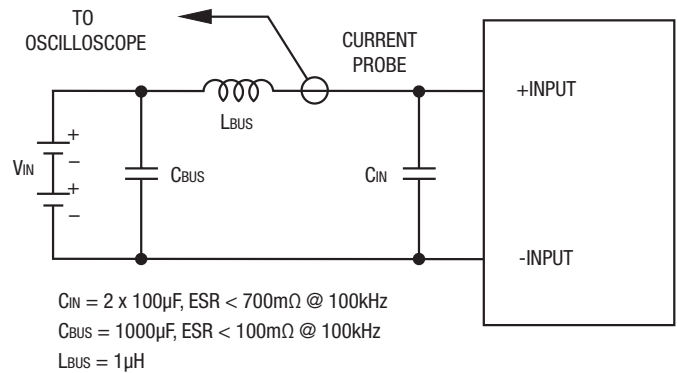 TO
OSCILLOSCOPE
CURRENT
PROBE
+INPUT
LBUS
+
VIN
−
CBUS
CIN
+
−
-INPUT
CIN = 2 x 100µF, ESR < 700mΩ @ 100kHz
CBUS = 1000µF, ESR < 100mΩ @ 100kHz
LBUS = 1µH